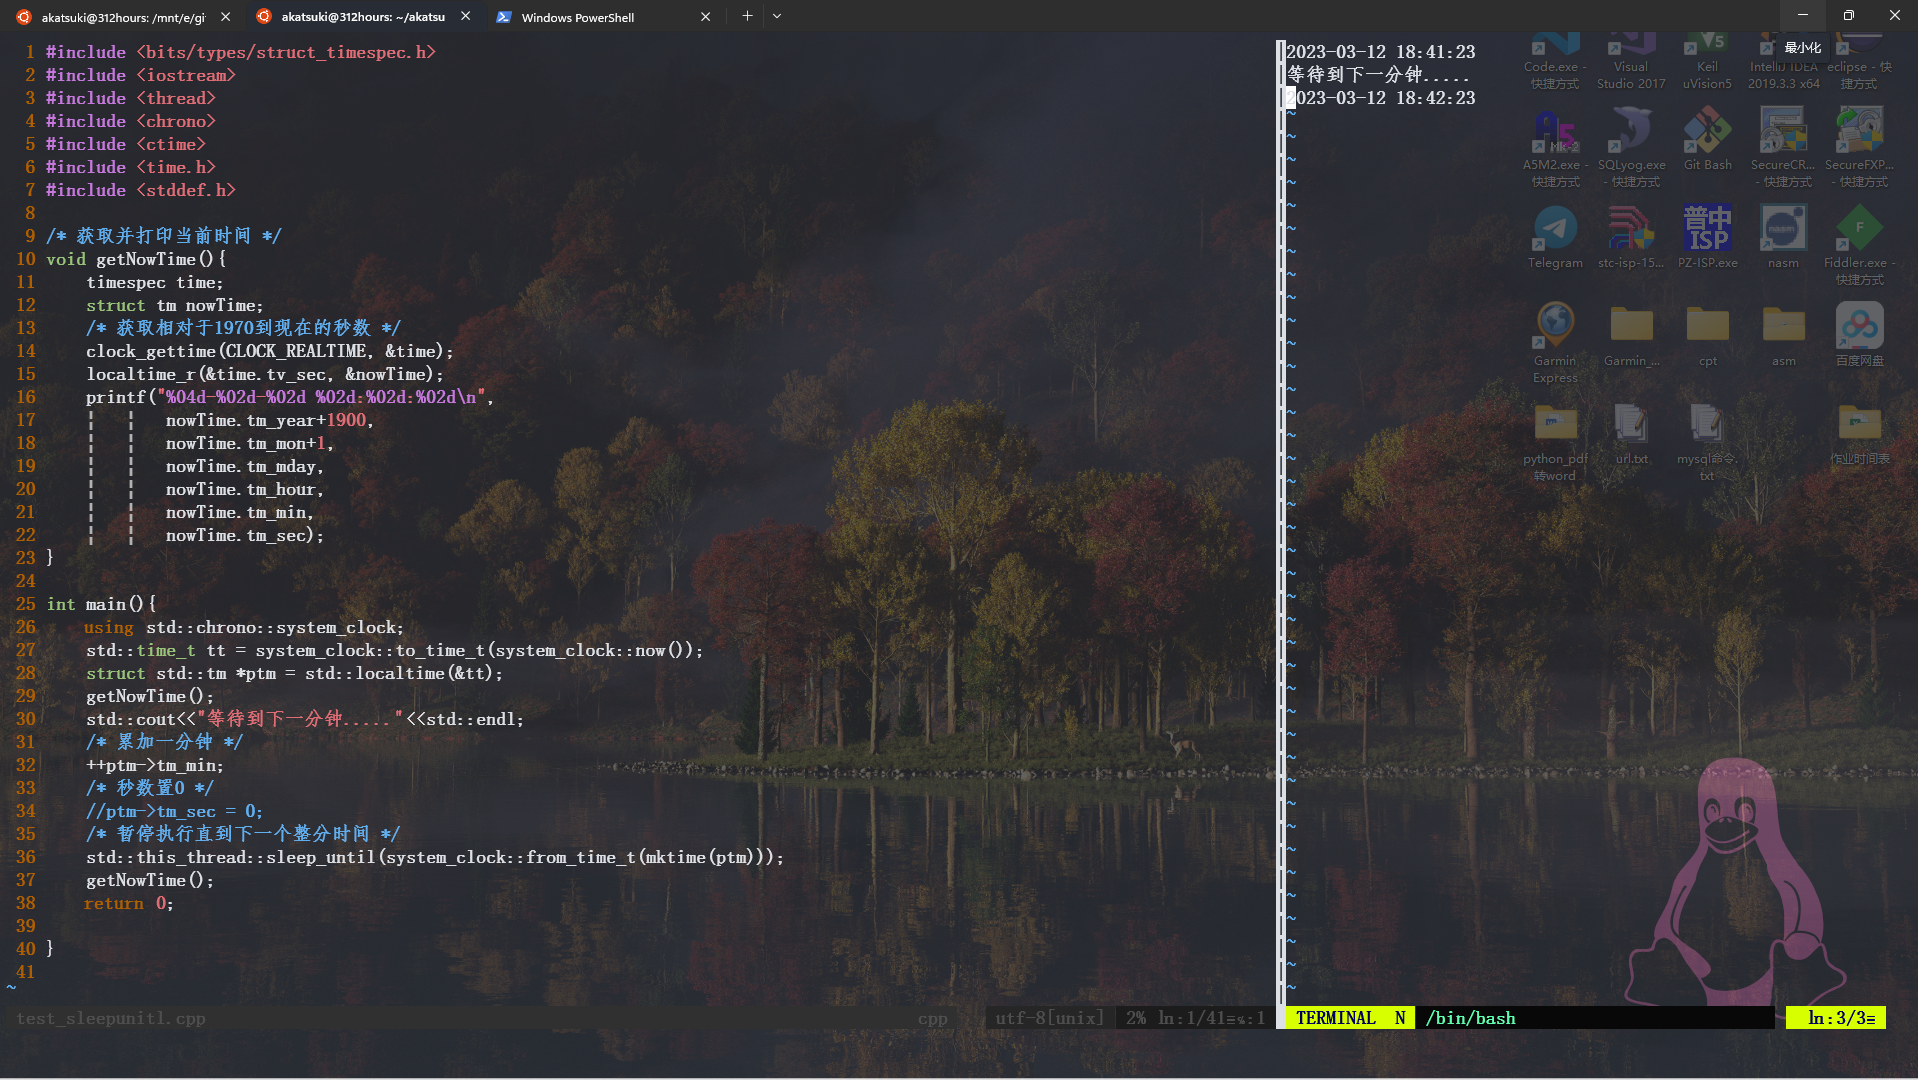 akatsuki@312hours: /mnt/e/gi
akatsuki@312hours: ~/akatsu
Windows PowerShell
最小化
1 #include <bits/types/struct_timespec.h>
2 #include <iostream>
3 #include <thread>
4 #include <chrono>
5 #include <ctime>
6 #include <time.h>
7 #include <stddef.h>
8
9 /* 获取并打印当前时间 */
10 void getNowTime(){
11 timespec time;
12 struct tm nowTime;
13 /* 获取相对于1970到现在的秒数 */
14 clock_gettime(CLOCK_REALTIME, &time);
15 localtime_r(&time.tv_sec, &nowTime);
16 printf("%04d-%02d-%02d %02d:%02d:%02d\n",
17 ¦ ¦ nowTime.tm_year+1900,
18 ¦ ¦ nowTime.tm_mon+1,
19 ¦ ¦ nowTime.tm_mday,
20 ¦ ¦ nowTime.tm_hour,
21 ¦ ¦ nowTime.tm_min,
22 ¦ ¦ nowTime.tm_sec);
23 }
24
25 int main(){
26 using std::chrono::system_clock;
27 std::time_t tt = system_clock::to_time_t(system_clock::now());
28 struct std::tm *ptm = std::localtime(&tt);
29 getNowTime();
30 std::cout<<"等待到下一分钟....."<<std::endl;
31 /* 累加一分钟 */
32 ++ptm->tm_min;
33 /* 秒数置0 */
34 //ptm->tm_sec = 0;
35 /* 暂停执行直到下一个整分时间 */
36 std::this_thread::sleep_until(system_clock::from_time_t(mktime(ptm)));
37 getNowTime();
38 return 0;
39
40 }
41
~
test_sleepunitl.cpp cpp utf-8[unix] 2% ln:1/41≡℅:1
2023-03-12 18:41:23
等待到下一分钟.....
2023-03-12 18:42:23
TERMINAL N /bin/bash ln:3/3≡
Code.exe - 快捷方式
Visual Studio 2017
Keil uVision5
IntelliJ IDEA 2019.3.3 x64
eclipse - 快捷方式
A5M2.exe - 快捷方式
SQLyog.exe - 快捷方式
Git Bash
SecureCR... - 快捷方式
SecureFXP... - 快捷方式
Telegram
stc-isp-15...
普中 ISP
PZ-ISP.exe
nasm
nasm
F
Fiddler.exe - 快捷方式
Garmin Express
Garmin_...
cpt
asm
百度网盘
python_pdf 转word
url.txt
mysql命令.txt
作业时间表